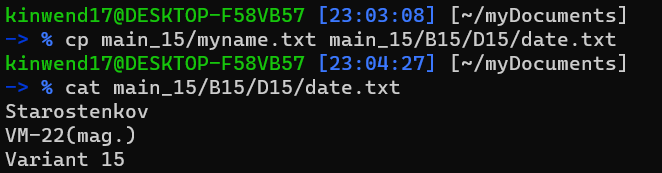 kinwend17@DESKTOP-F58VB57 [23:03:08] [~/myDocuments]
-> % cp main_15/myname.txt main_15/B15/D15/date.txt
kinwend17@DESKTOP-F58VB57 [23:04:27] [~/myDocuments]
-> % cat main_15/B15/D15/date.txt
Starostenkov
VM-22(mag.)
Variant 15